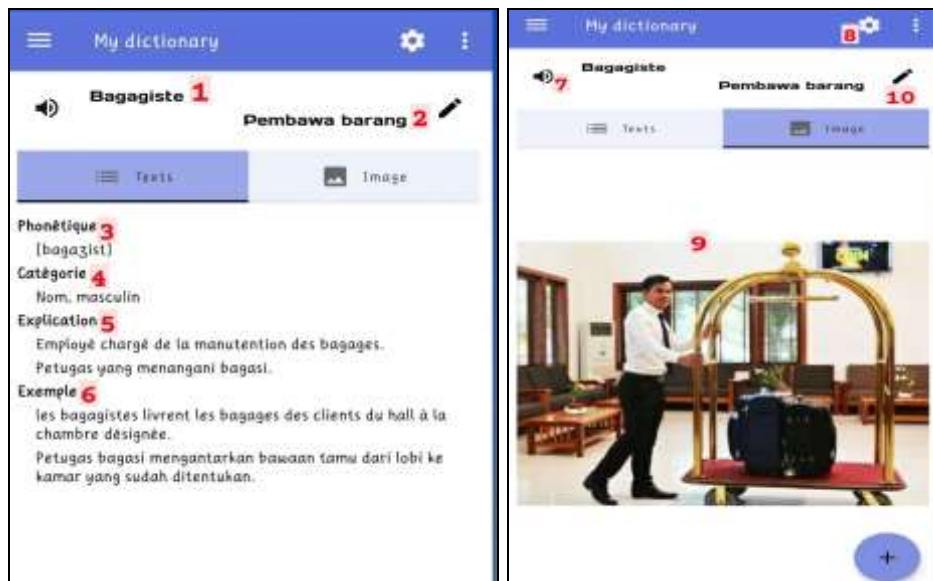 My dictionary
Bagagiste 1
Pembawa barang 2
Texts
Image
Phonétique 3
[bagaʒist]
Catégorie 4
Nom, masculin
Explication 5
Employé chargé de la manutention des bagages.
Petugas yang menangani bagasi.
Exemple 6
les bagagistes livrent les bagages des clients du hall à la
chambre désignée.
Petugas bagasi mengantarkan bawaan tamu dari lobi ke
kamar yang sudah ditentukan.
My dictionary
8
7
Bagagiste
Pembawa barang
10
Texts
Image
9